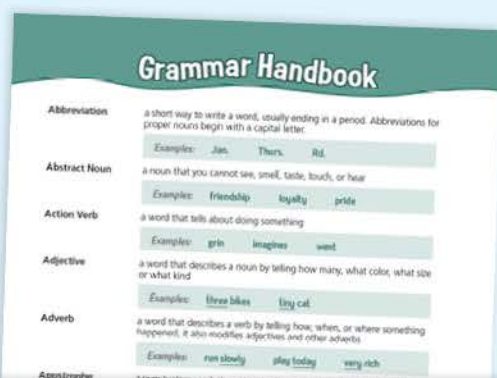 Grammar Handbook
Abbreviation
a short way to write a word, usually ending in a period. Abbreviations for
proper nouns begin with a capital letter.
Examples: Jan. Thurs. Rd.
Abstract Noun
a noun that you cannot see, smell, taste, touch, or hear
Examples: friendship loyalty pride
Action Verb
a word that tells about doing something
Examples: grin imagines went
Adjective
a word that describes a noun by telling how many, what color, what size
or what kind
Examples: three bikes tiny cat
Adverb
a word that describes a verb by telling how, when, or where something
happened; it also modifies adjectives and other adverbs
Examples: run slowly play today very rich
Apostrophe